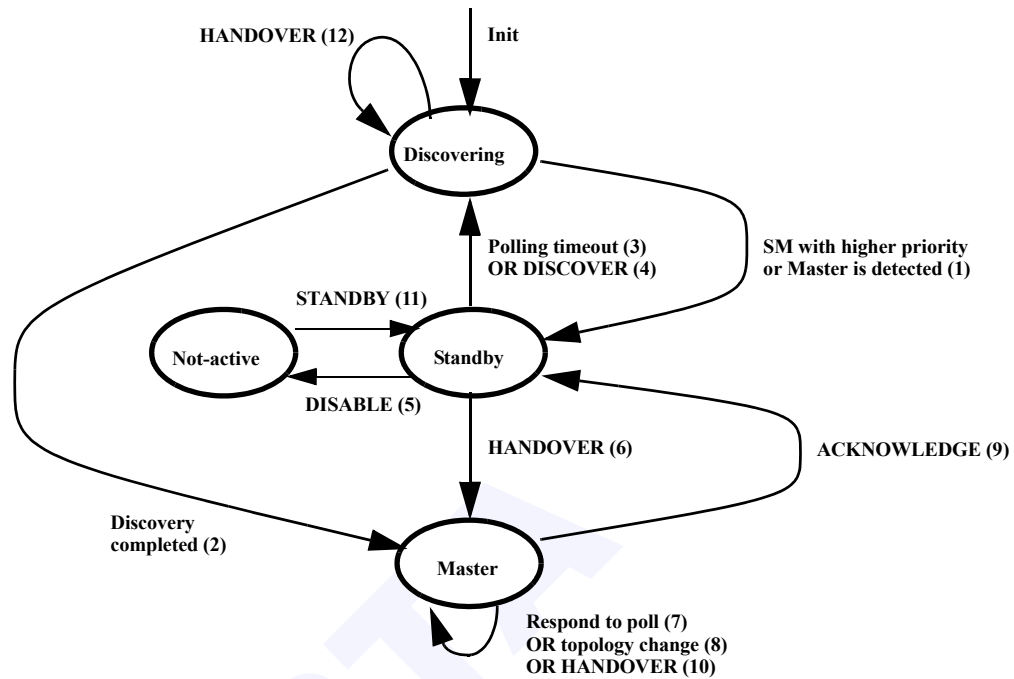 HANDOVER (12)
Init
Discovering
Polling timeout (3)
OR DISCOVER (4)
SM with higher priority
or Master is detected (1)
STANDBY (11)
Not-active
Standby
DISABLE (5)
HANDOVER (6)
ACKNOWLEDGE (9)
Discovery
completed (2)
Master
Respond to poll (7)
OR topology change (8)
OR HANDOVER (10)